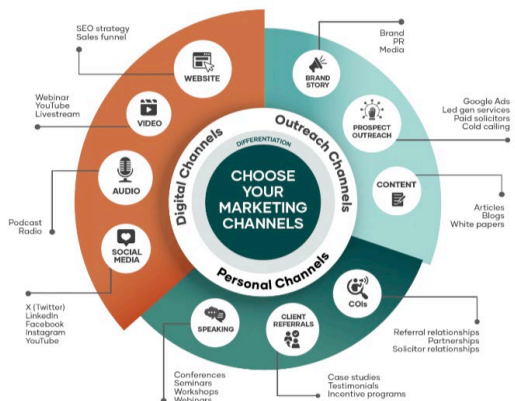 SEO strategy
Sales funnel
WEBSITE
Webinar
YouTube
Livestream
VIDEO
AUDIO
Podcast
Radio
SOCIAL
MEDIA
X (Twitter)
LinkedIn
Facebook
Instagram
YouTube
Digital Channels
Outreach Channels
Personal Channels
DIFFERENTIATION
CHOOSE
YOUR
MARKETING
CHANNELS
Brand
PR
Media
BRAND
STORY
Google Ads
Led gen services
Paid solicitors
Cold calling
PROSPECT
OUTREACH
CONTENT
Articles
Blogs
White papers
COIs
Referral relationships
Partnerships
Solicitor relationships
CLIENT
REFERRALS
Case studies
Testimonials
Incentive programs
SPEAKING
Conferences
Seminars
Workshops
Webinars